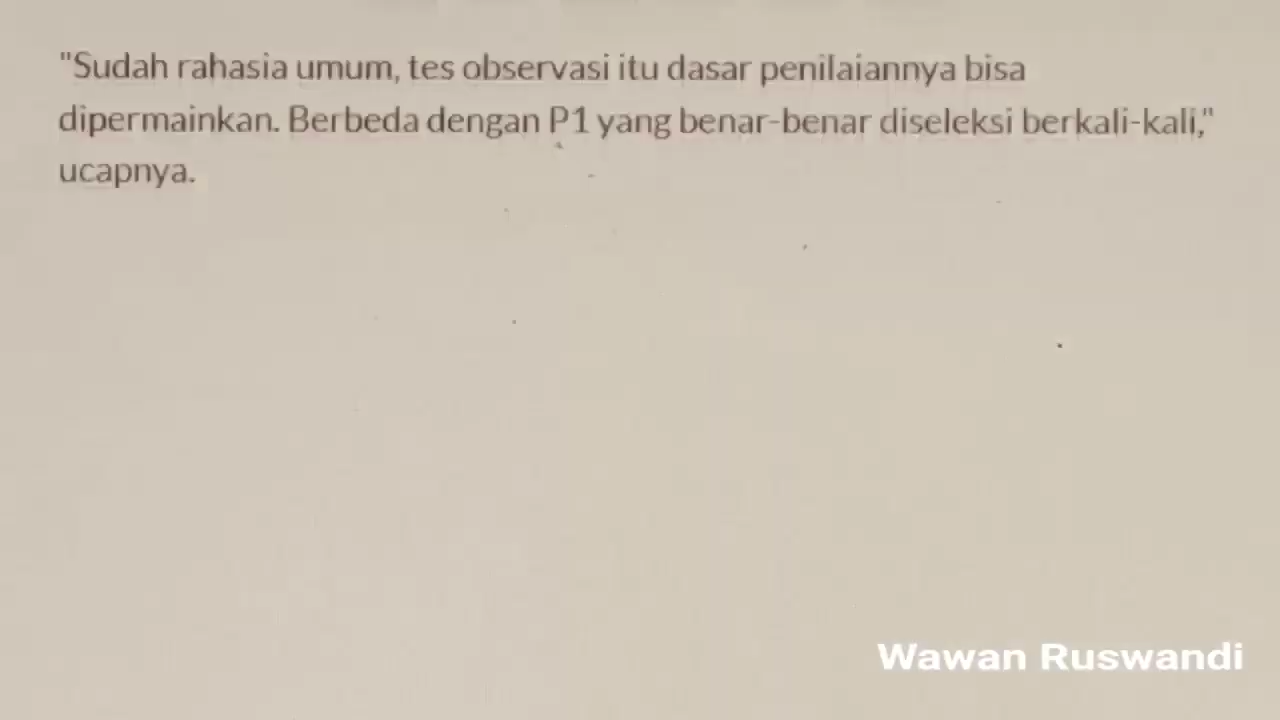 "Sudah rahasia umum, tes observasi itu dasar penilaiannya bisa
dipermainkan. Berbeda dengan P1 yang benar-benar diseleksi berkali-kali,"
ucapnya.
Wawan Ruswandi